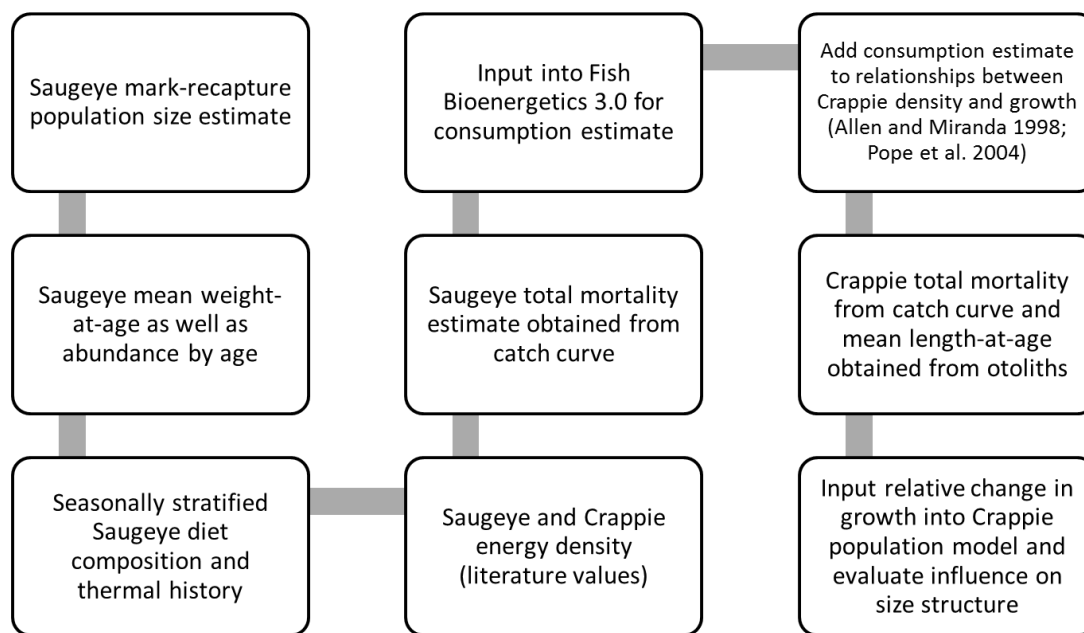 Saugeye mark-recapture
population size estimate
Saugeye mean weight-
at-age as well as
abundance by age
Seasonally stratified
Saugeye diet
composition and
thermal history
Saugeye and Crappie
energy density
(literature values)
Saugeye total mortality
estimate obtained from
catch curve
Input into Fish
Bioenergetics 3.0 for
consumption estimate
Add consumption estimate
to relationships between
Crappie density and growth
(Allen and Miranda 1998;
Pope et al. 2004)
Crappie total mortality
from catch curve and
mean length-at-age
obtained from otoliths
Input relative change in
growth into Crappie
population model and
evaluate influence on
size structure